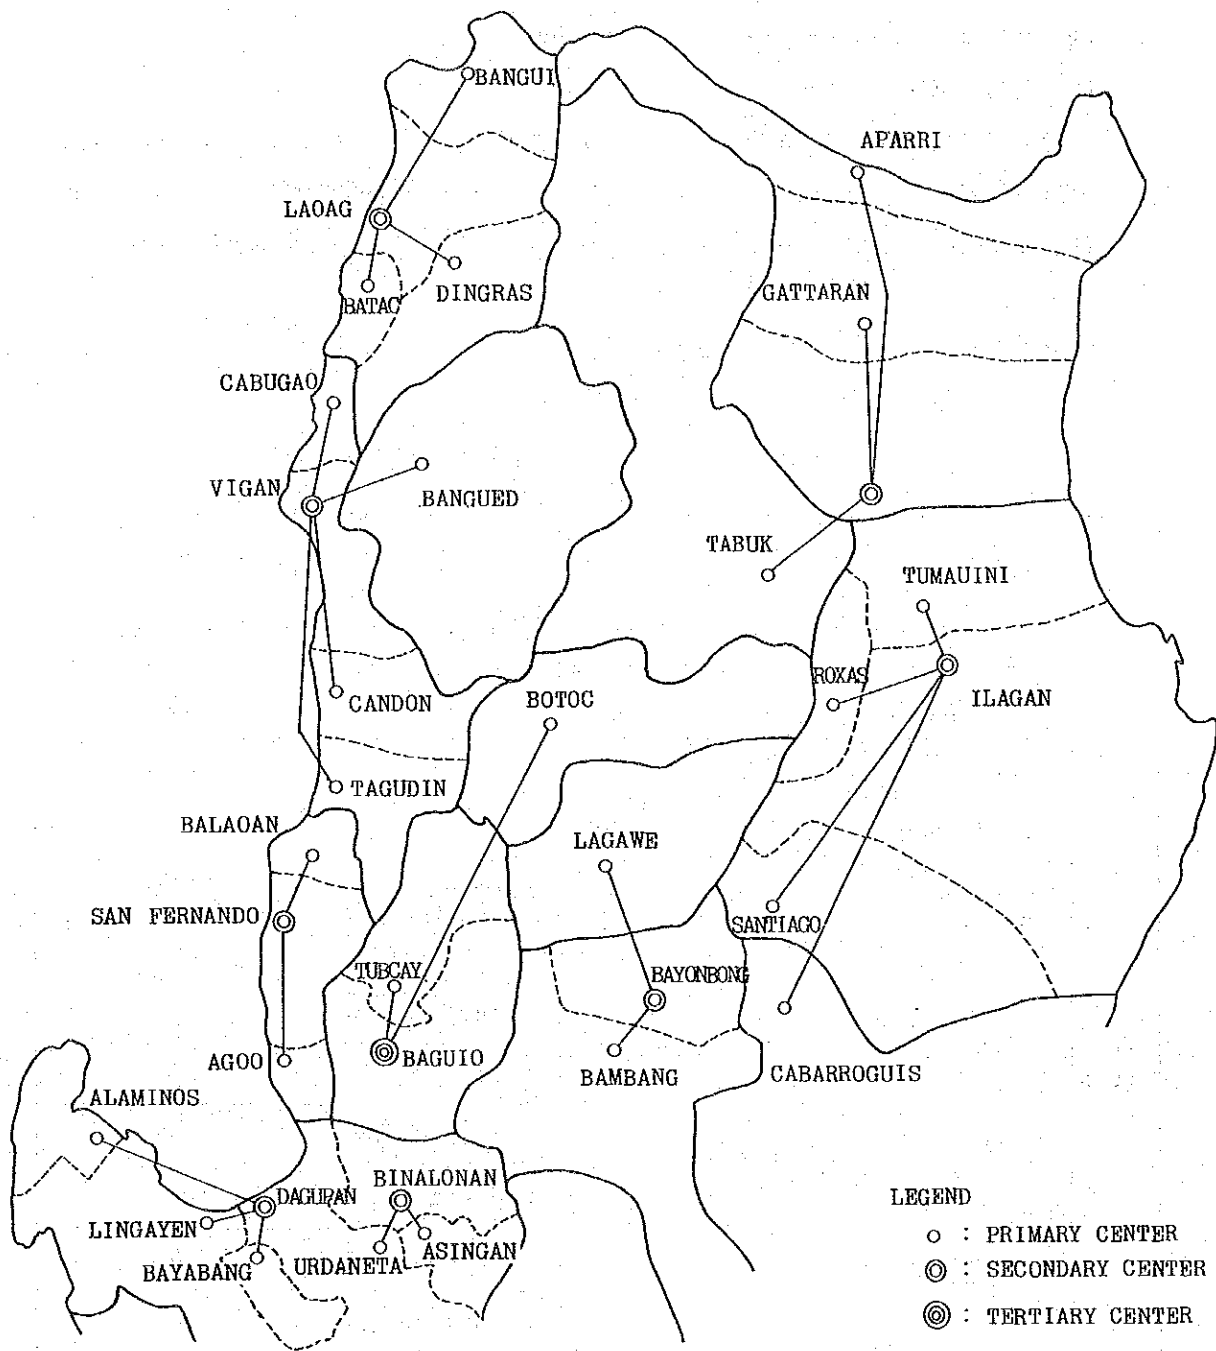 BANGUI
APARRI
LAOAG
GATTARAN
BATAC
DINGRAS
CABUGAO
VIGAN
BANGUED
TABUK
TUMAUINI
ROXAS
ILAGAN
CANDON
BOTOC
TAGUDIN
BALAOAN
LAGAWE
SAN FERNANDO
SANTIAGO
TUBCAY
BAYONBONG
AGOO
BAGUIO
BAMBANG
CABARROGUIS
ALAMINOS
BINALONAN
DAGUPAN
LINGAYEN
ASINGAN
BAYABANG
URDANETA
LEGEND
: PRIMARY CENTER
: SECONDARY CENTER
: TERTIARY CENTER